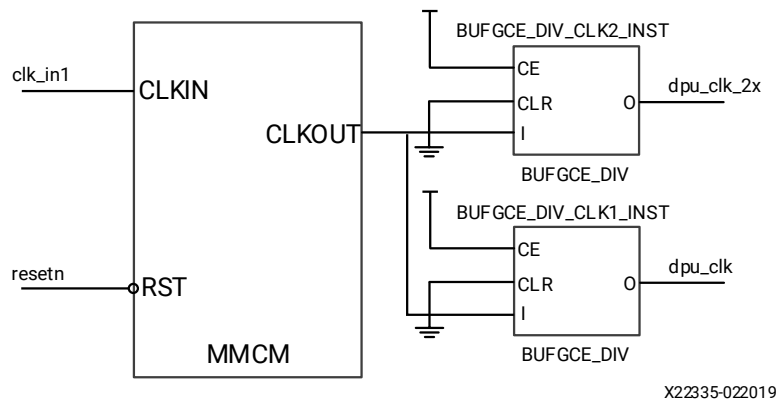 BUFGCE_DIV_CLK2_INST
clk_in1
CLKIN
CE
CLR
O
dpu_clk_2x
CLKOUT
I
BUFGCE_DIV
BUFGCE_DIV_CLK1_INST
CE
resetn
RST
CLR
O
dpu_clk
I
MMCM
BUFGCE_DIV
X22335-022019